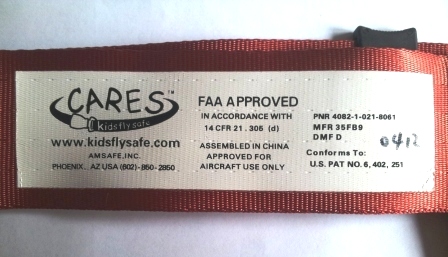 CARES™
kidsflysafe
www.kidsflysafe.com
AMSAFE, INC.
PHOENIX, AZ USA (602)-850-2850
FAA APPROVED
IN ACCORDANCE WITH
14 CFR 21.305 (d)
ASSEMBLED IN CHINA
APPROVED FOR
AIRCRAFT USE ONLY
PNR 4082-1-021-8061
MFR 35FB9
DMF D 0412
Conforms To:
U.S. PAT NO. 6,402,251